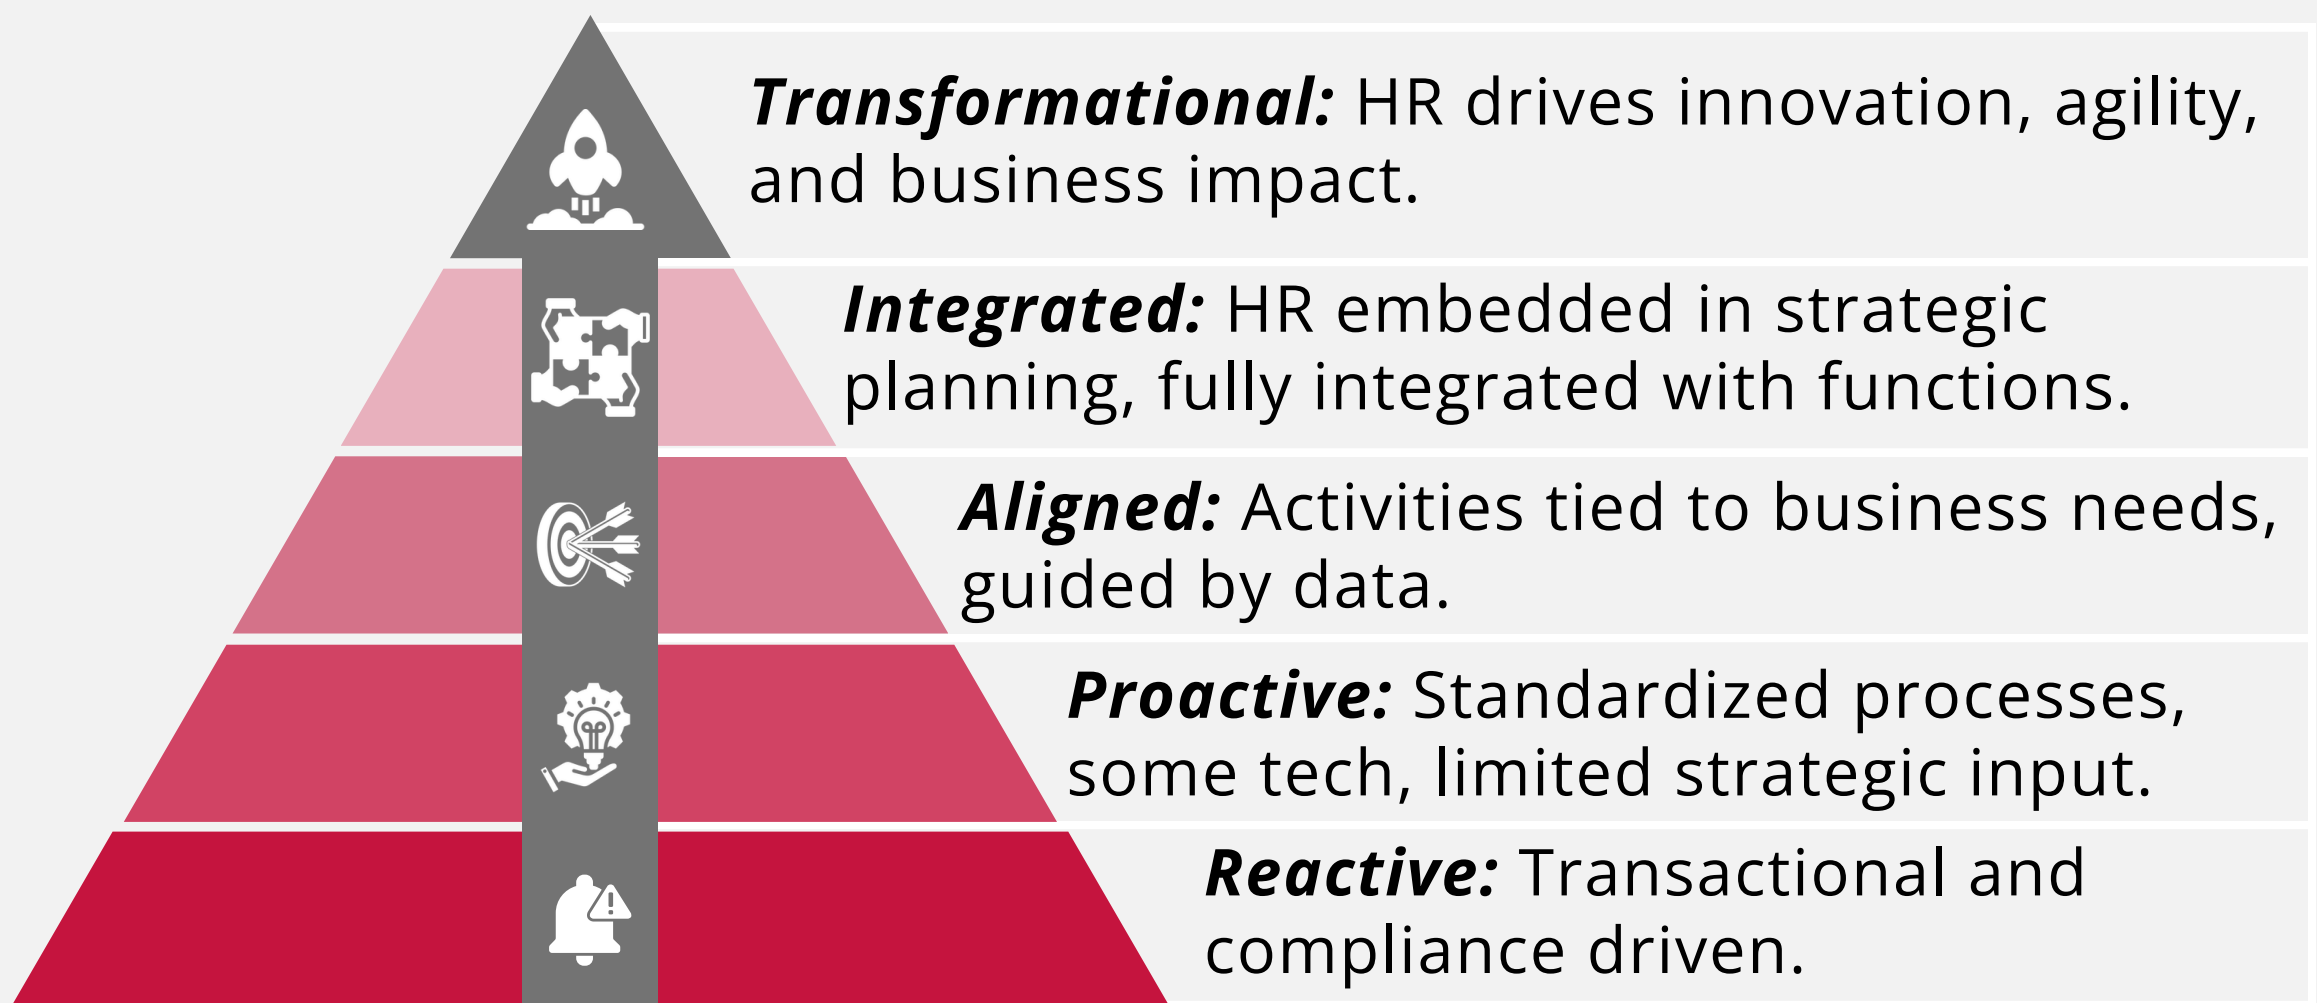 Transformational: HR drives innovation, agility,
and business impact.
Integrated: HR embedded in strategic
planning, fully integrated with functions.
Aligned: Activities tied to business needs,
guided by data.
Proactive: Standardized processes,
some tech, limited strategic input.
Reactive: Transactional and
compliance driven.